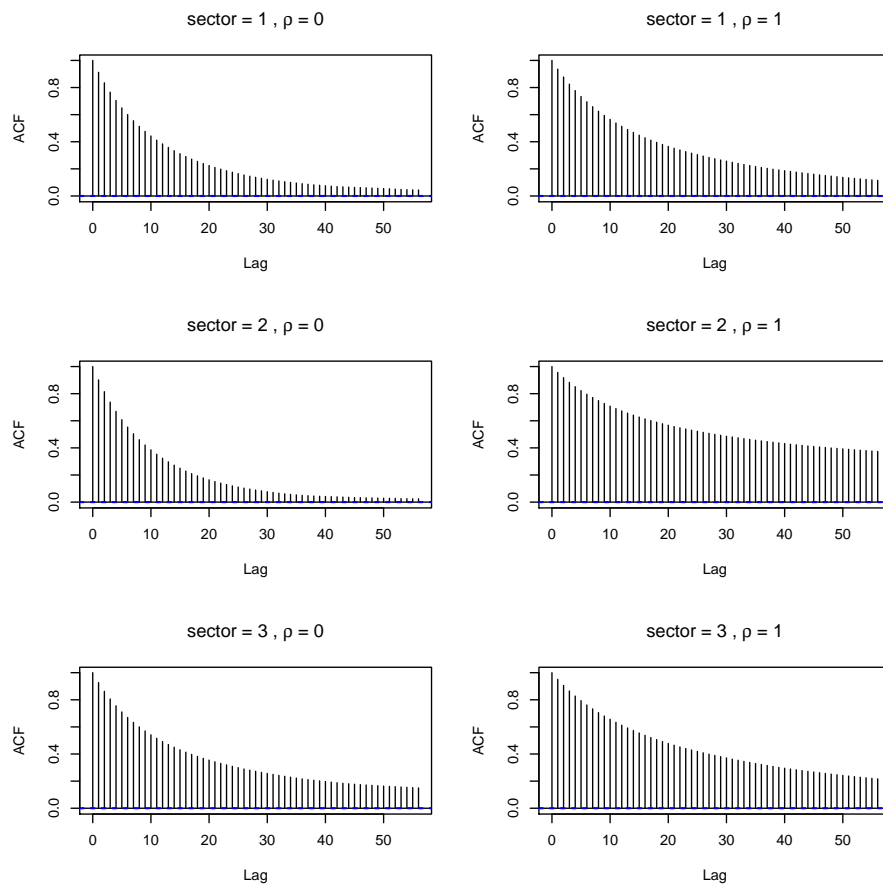 sector = 1 , ρ = 0
ACF
0.0 0.4 0.8
0 10 20 30 40 50
Lag
sector = 1 , ρ = 1
ACF
0.0 0.4 0.8
0 10 20 30 40 50
Lag
sector = 2 , ρ = 0
ACF
0.0 0.4 0.8
0 10 20 30 40 50
Lag
sector = 2 , ρ = 1
ACF
0.0 0.4 0.8
0 10 20 30 40 50
Lag
sector = 3 , ρ = 0
ACF
0.0 0.4 0.8
0 10 20 30 40 50
Lag
sector = 3 , ρ = 1
ACF
0.0 0.4 0.8
0 10 20 30 40 50
Lag